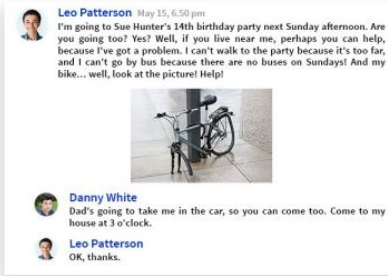 Leo Patterson May 15, 6.50 pm
I'm going to Sue Hunter's 14th birthday party next Sunday afternoon. Are
you going too? Yes? Well, if you live near me, perhaps you can help,
because I've got a problem. I can't walk to the party because it's too far,
and I can't go by bus because there are no buses on Sundays! And my
bike... well, look at the picture! Help!
Danny White
Dad's going to take me in the car, so you can come too. Come to my
house at 3 o'clock.
Leo Patterson
OK, thanks.